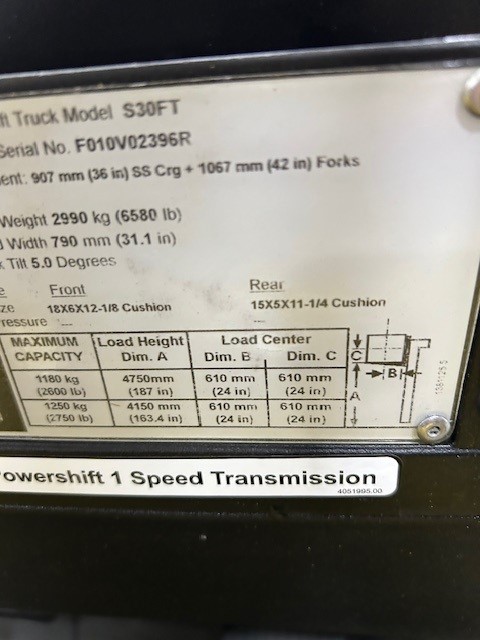 ft Truck Model S30FT
Serial No. F010V02396R
ent: 907 mm (36 in) SS Crg + 1067 mm (42 in) Forks
Weight 2990 kg (6580 lb)
d Width 790 mm (31.1 in)
k Tilt 5.0 Degrees
e Front Rear
ze 18X6X12-1/8 Cushion 15X5X11-1/4 Cushion
ressure --- ---
MAXIMUM CAPACITY Load Height Dim. A Load Center Dim. B Dim. C
1180 kg (2600 lb) 4750mm (187 in) 610 mm (24 in) 610 mm (24 in)
1250 kg (2750 lb) 4150 mm (163.4 in) 610 mm (24 in) 610 mm (24 in)
C
B
A
owershift 1 Speed Transmission
4051995.00